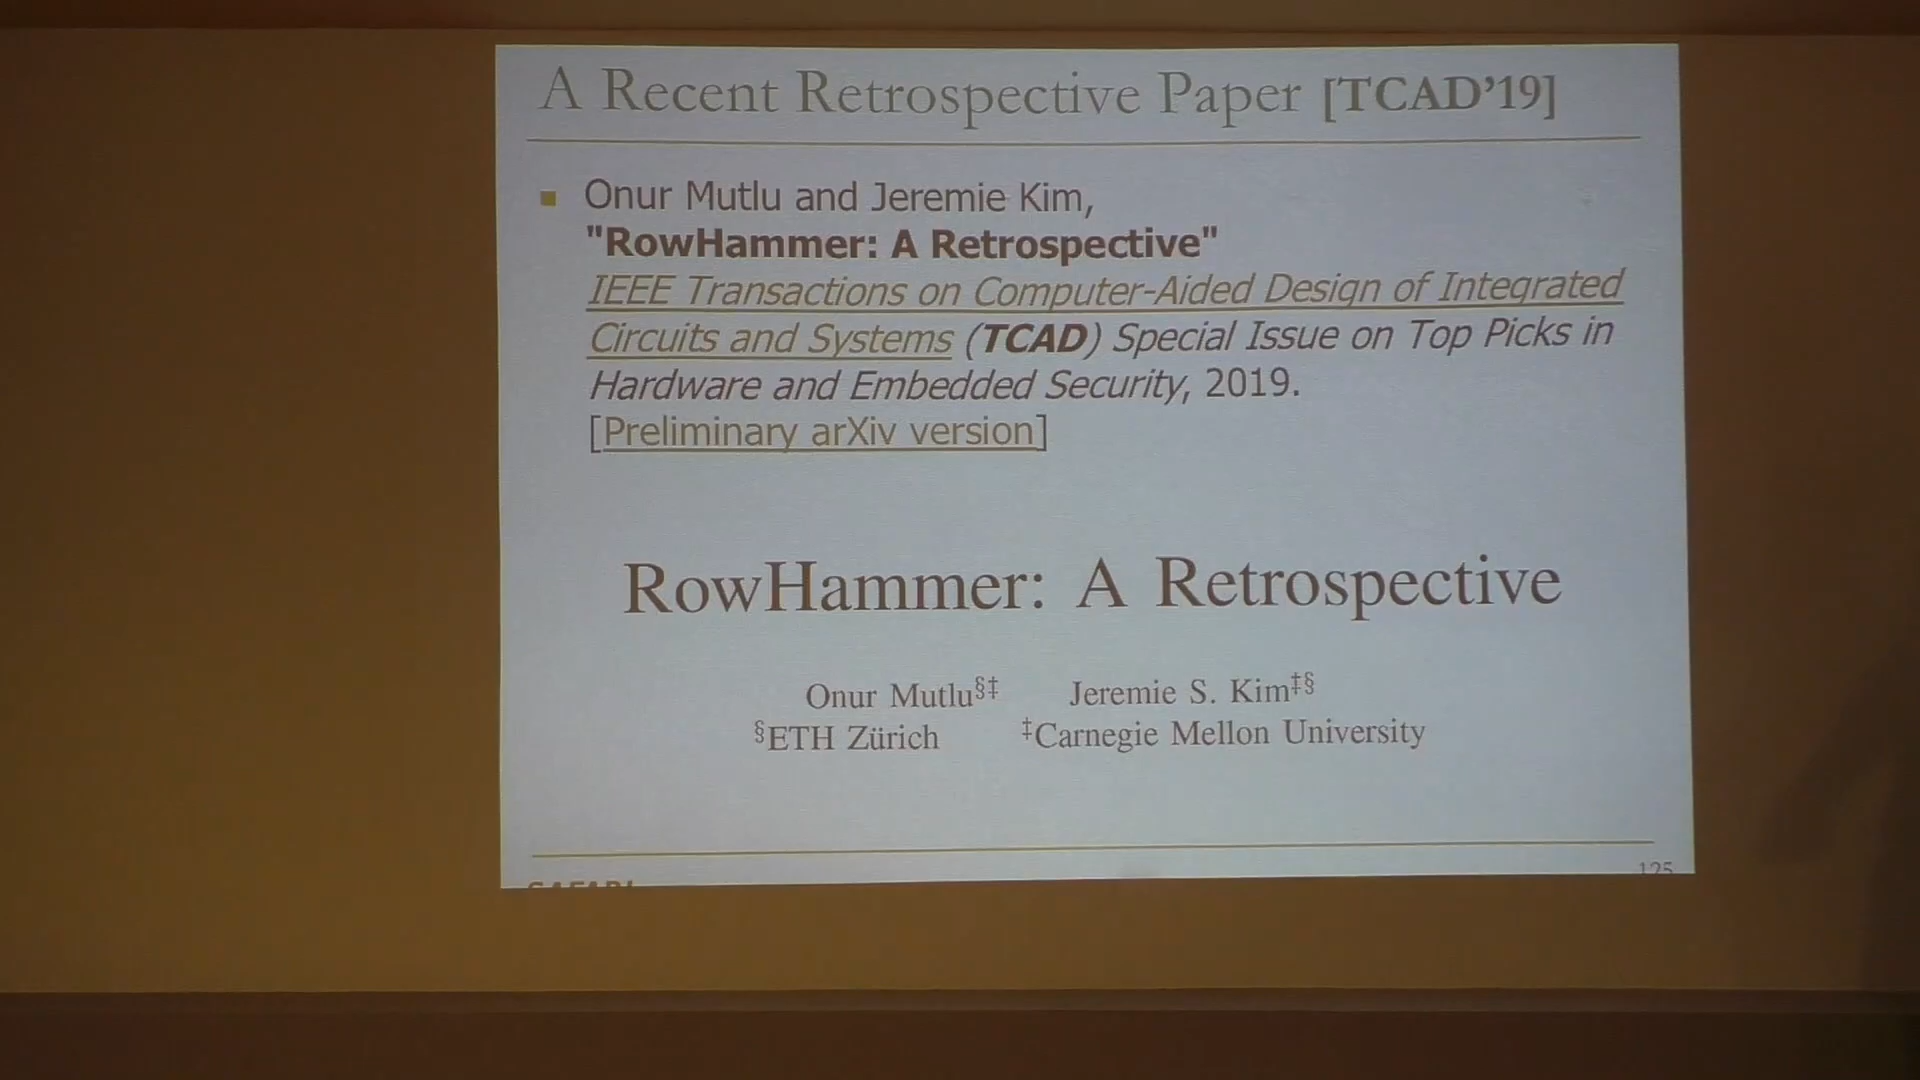 A Recent Retrospective Paper [TCAD’19]
■ Onur Mutlu and Jeremie Kim,
"RowHammer: A Retrospective"
IEEE Transactions on Computer-Aided Design of Integrated
Circuits and Systems (TCAD) Special Issue on Top Picks in
Hardware and Embedded Security, 2019.
[Preliminary arXiv version]
RowHammer: A Retrospective
Onur Mutlu§‡ Jeremie S. Kim‡§
§ETH Zürich ‡Carnegie Mellon University
SAFARI
125